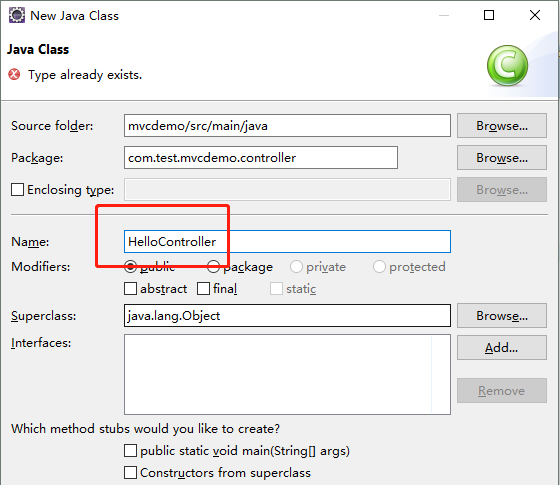 New Java Class
Java Class
Type already exists.
Source folder: mvcdemo/src/main/java Browse...
Package: com.test.mvcdemo.controller Browse...
Enclosing type: Browse...
Name: HelloController
Modifiers: public package private protected
abstract final static
Superclass: java.lang.Object Browse...
Interfaces: Add...
Remove
Which method stubs would you like to create?
public static void main(String[] args)
Constructors from superclass